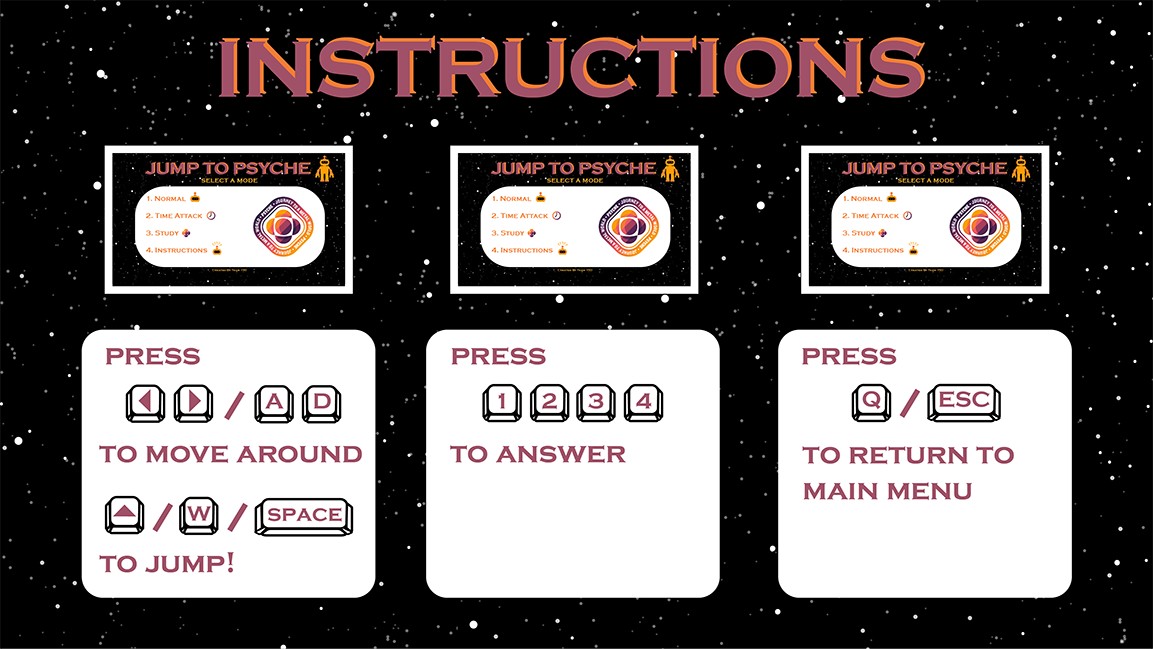 INSTRUCTIONS
JUMP TO PSYCHE
SELECT A MODE
1. NORMAL
2. TIME ATTACK
3. STUDY
4. INSTRUCTIONS
JUMP TO PSYCHE
SELECT A MODE
1. NORMAL
2. TIME ATTACK
3. STUDY
4. INSTRUCTIONS
JUMP TO PSYCHE
SELECT A MODE
1. NORMAL
2. TIME ATTACK
3. STUDY
4. INSTRUCTIONS
PRESS
/ A D
TO MOVE AROUND
/ W / SPACE
TO JUMP!
PRESS
1 2 3 4
TO ANSWER
PRESS
Q / ESC
TO RETURN TO
MAIN MENU